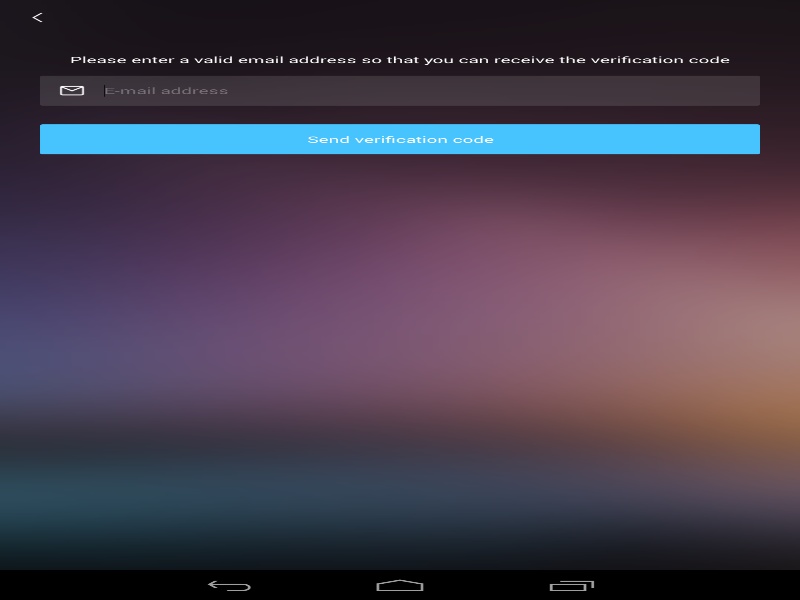 Please enter a valid email address so that you can receive the verification code
E-mail address
Send verification code